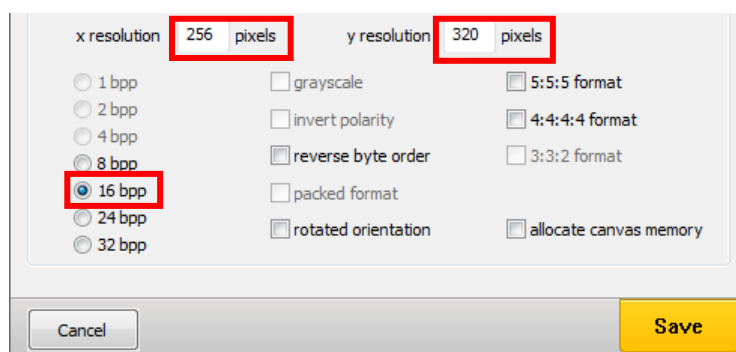 x resolution 256 pixels y resolution 320 pixels
1 bpp grayscale 5:5:5 format
2 bpp invert polarity 4:4:4:4 format
4 bpp
8 bpp reverse byte order 3:3:2 format
16 bpp packed format
24 bpp rotated orientation allocate canvas memory
32 bpp
Cancel Save